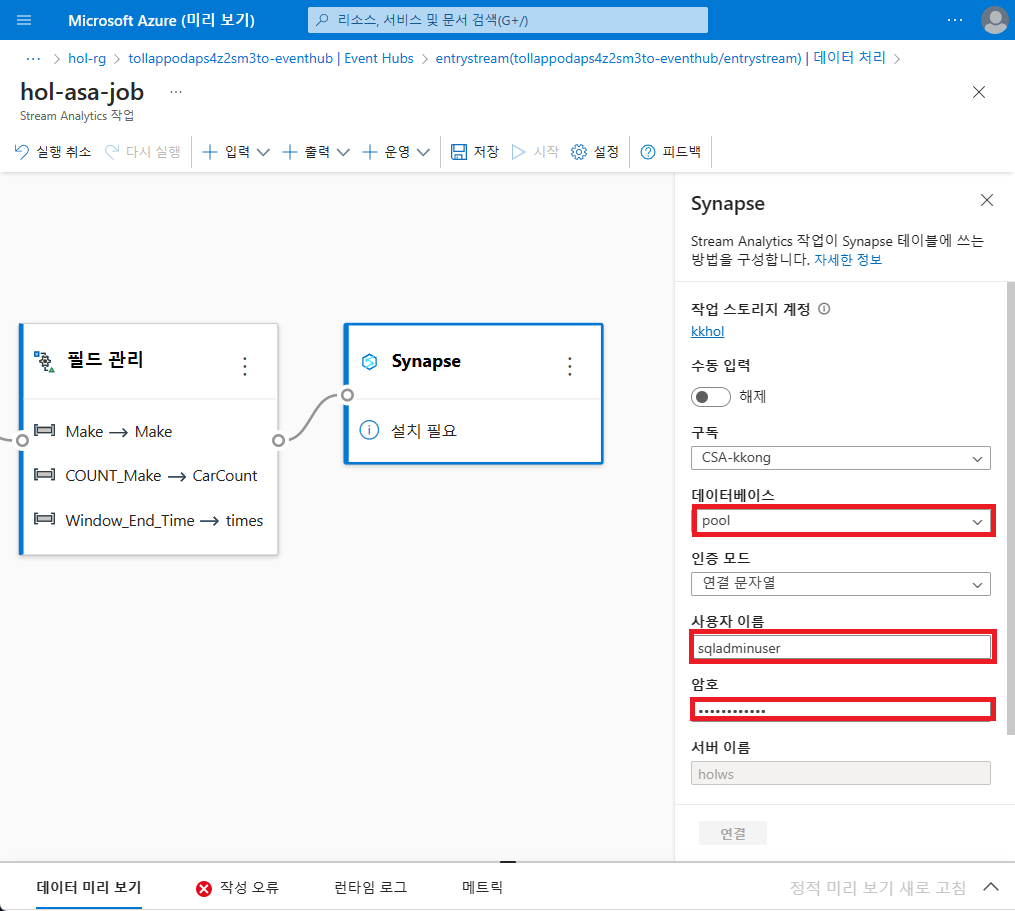 Microsoft Azure (미리 보기)
리소스, 서비스 및 문서 검색(G+/)
hol-rg > tollappodaps4z2sm3to-eventhub | Event Hubs > entrystream(tollappodaps4z2sm3to-eventhub/entrystream) | 데이터 처리 >
hol-asa-job
Stream Analytics 작업
실행 취소 다시 실행 입력 출력 운영 저장 시작 설정 피드백
필드 관리
Make → Make
COUNT_Make → CarCount
Window_End_Time → times
Synapse
설치 필요
Synapse
Stream Analytics 작업이 Synapse 테이블에 쓰는
방법을 구성합니다. 자세한 정보
작업 스토리지 계정
kkhol
수동 입력
해제
구독
CSA-kkong
데이터베이스
pool
인증 모드
연결 문자열
사용자 이름
sqladminuser
암호
••••••••••••
서버 이름
holws
연결
데이터 미리 보기 작성 오류 런타임 로그 메트릭 정적 미리 보기 새로 고침